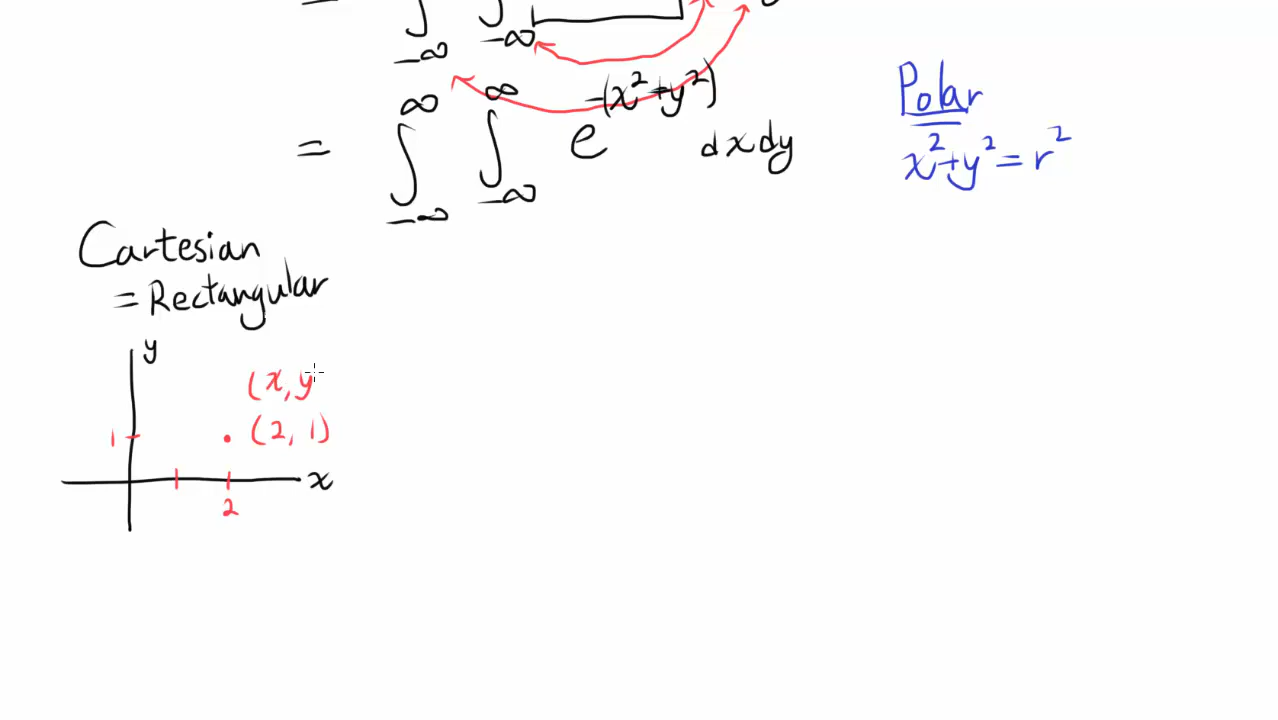 = ∫_{-∞} ∫_{-∞}
= ∫_{-∞}^{∞} ∫_{-∞}^{∞} e^{-(x²+y²)} dxdy
Polar
x²+y²=r²
Cartesian
=Rectangular
y
(x,y
1
(2, 1)
x
2